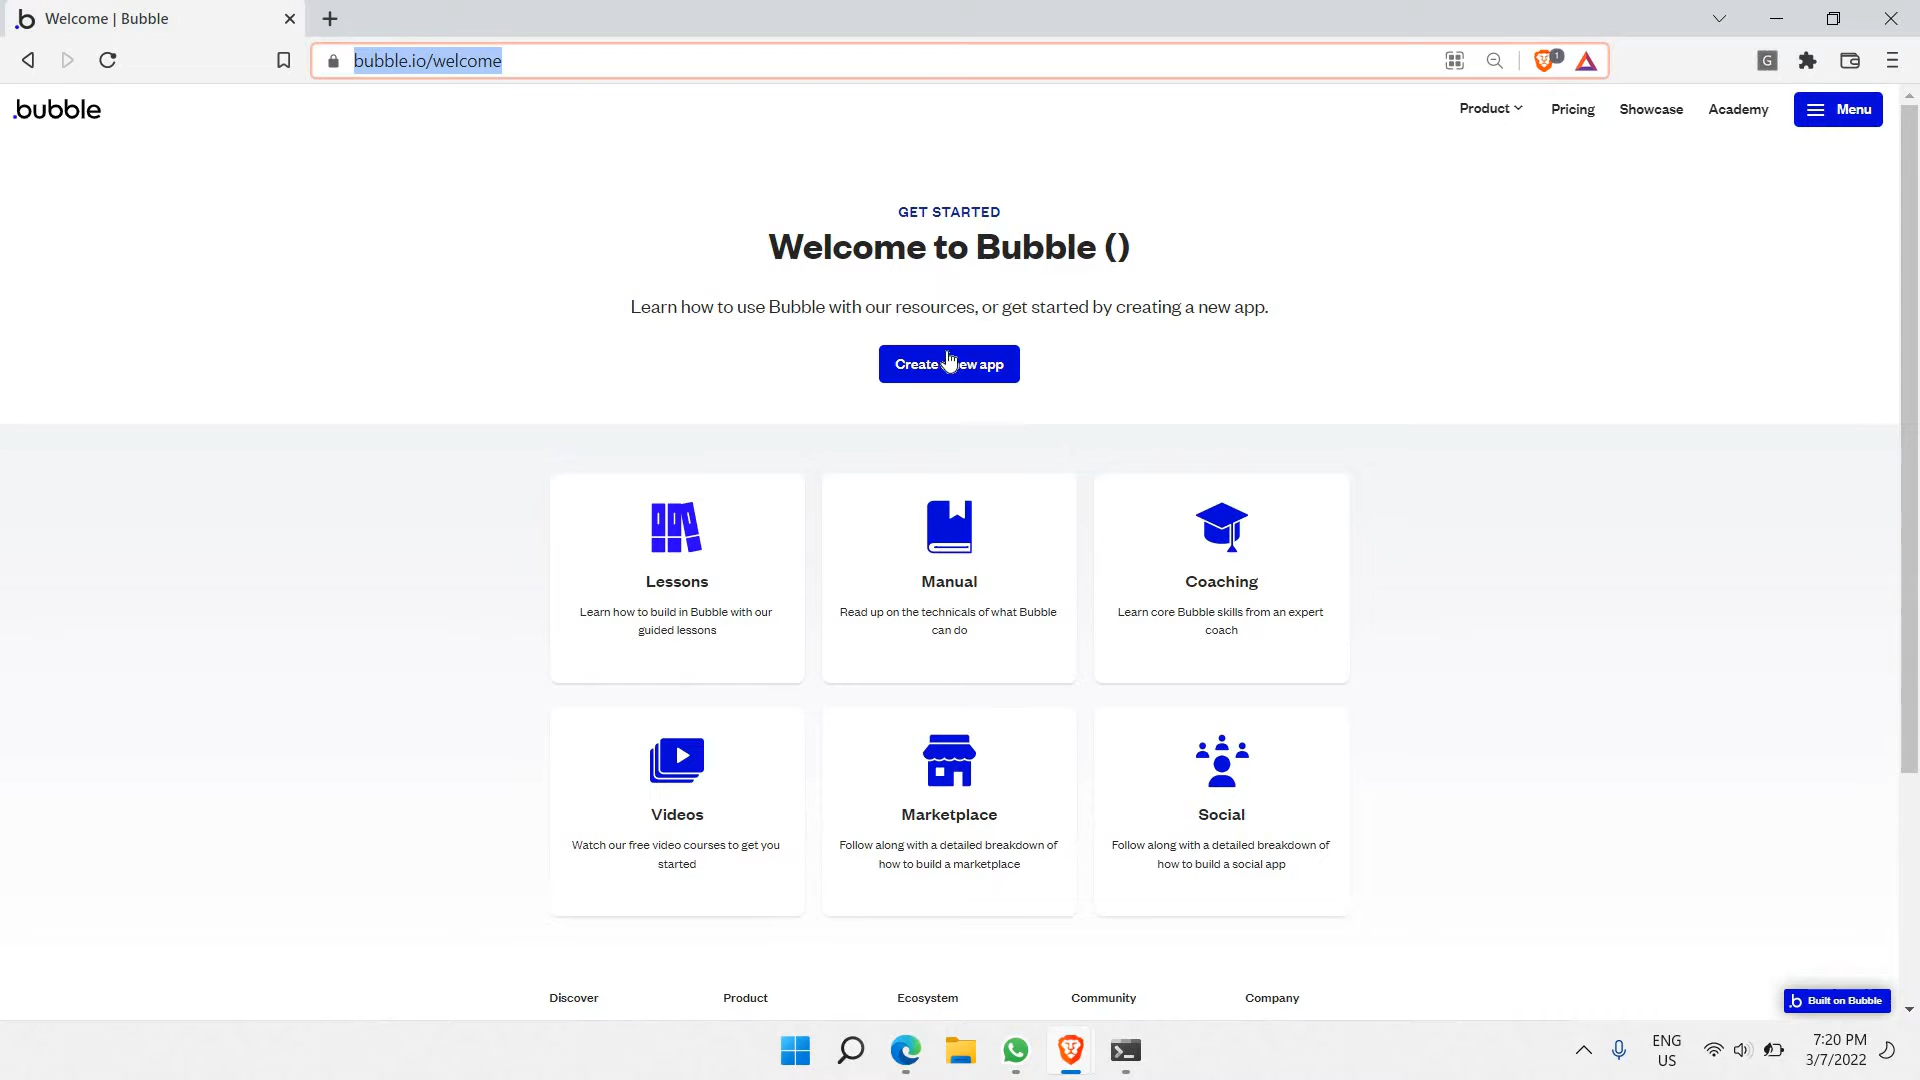 Welcome | Bubble
bubble.io/welcome
1
G
.bubble
Product
Pricing
Showcase
Academy
Menu
GET STARTED
Welcome to Bubble ()
Learn how to use Bubble with our resources, or get started by creating a new app.
Create ew app
Lessons
Learn how to build in Bubble with our
guided lessons
Manual
Read up on the technicals of what Bubble
can do
Coaching
Learn core Bubble skills from an expert
coach
Videos
Watch our free video courses to get you
started
Marketplace
Follow along with a detailed breakdown of
how to build a marketplace
Social
Follow along with a detailed breakdown of
how to build a social app
Discover
Product
Ecosystem
Community
Company
Built on Bubble
ENG
US
7:20 PM
3/7/2022